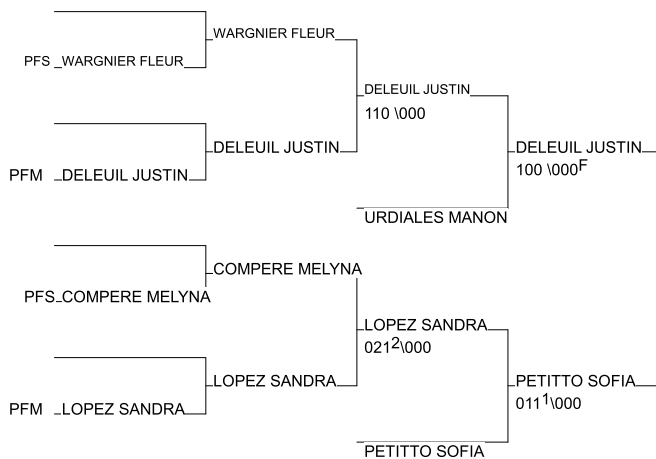 WARGNIER FLEUR
PFS WARGNIER FLEUR
DELEUIL JUSTIN
110 \000
DELEUIL JUSTIN
DELEUIL JUSTIN
100 \000F
PFM DELEUIL JUSTIN
URDIALES MANON
COMPERE MELYNA
PFS COMPERE MELYNA
LOPEZ SANDRA
0212\000
LOPEZ SANDRA
PETITTO SOFIA
0111\000
PFM LOPEZ SANDRA
PETITTO SOFIA